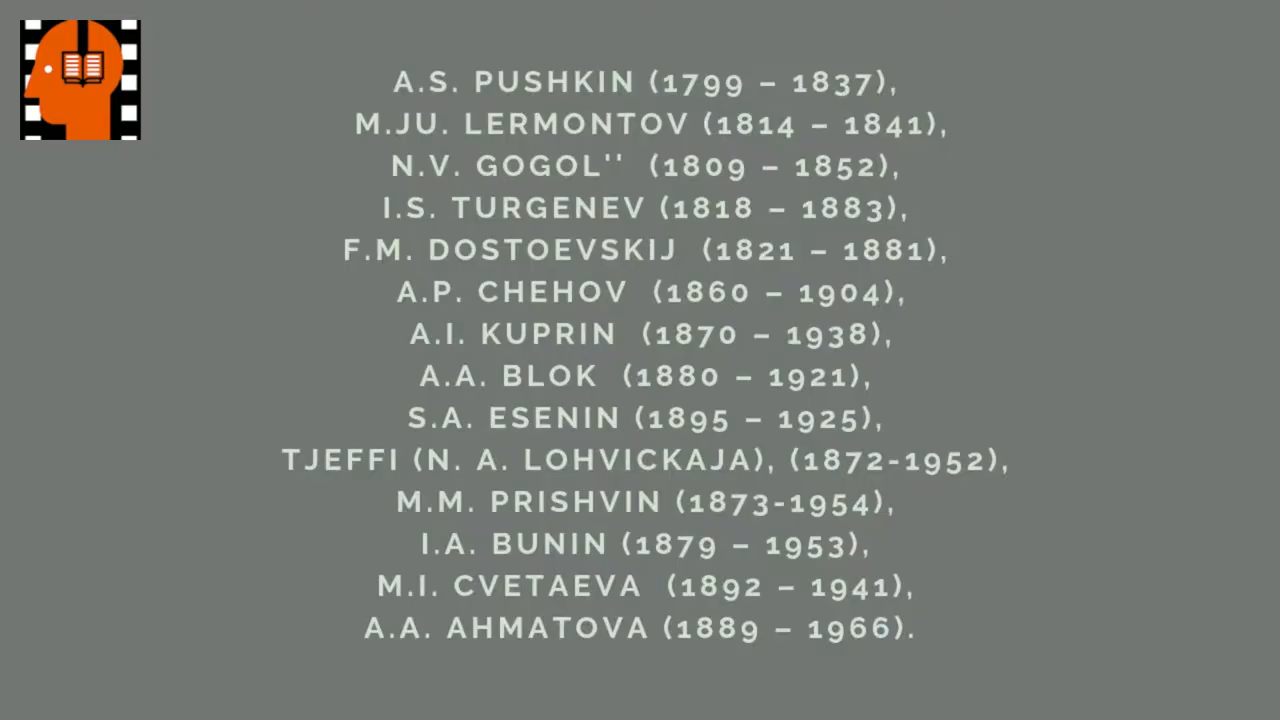 A.S. PUSHKIN (1799 – 1837),
M.JU. LERMONTOV (1814 – 1841),
N.V. GOGOL'' (1809 – 1852),
I.S. TURGENEV (1818 – 1883),
F.M. DOSTOEVSKIJ (1821 – 1881),
A.P. CHEHOV (1860 – 1904),
A.I. KUPRIN (1870 – 1938),
A.A. BLOK (1880 – 1921),
S.A. ESENIN (1895 – 1925),
TJEFFI (N. A. LOHVICKAJA), (1872-1952),
M.M. PRISHVIN (1873-1954),
I.A. BUNIN (1879 – 1953),
M.I. CVETAEVA (1892 – 1941),
A.A. AHMATOVA (1889 – 1966).